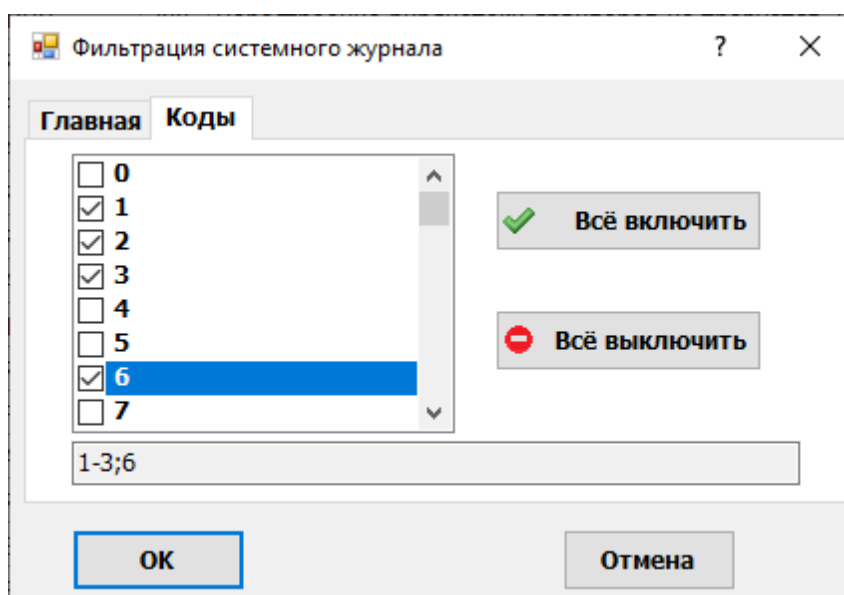 Фильтрация системного журнала ?
Главная Коды
0
1
2
3
4
5
6
7
Всё включить
Всё выключить
1-3;6
OK Отмена